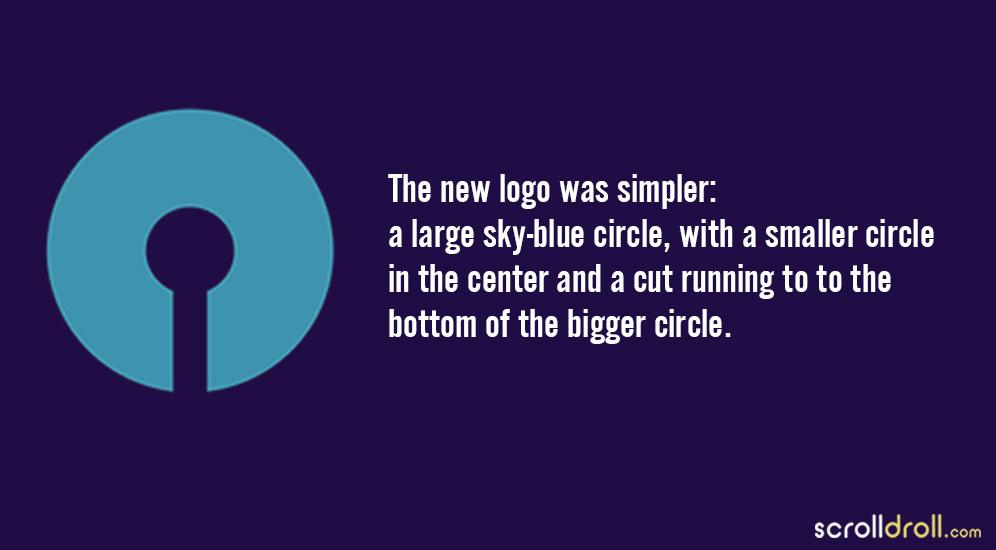 The new logo was simpler:
a large sky-blue circle, with a smaller circle
in the center and a cut running to to the
bottom of the bigger circle.
scrolldroll.com